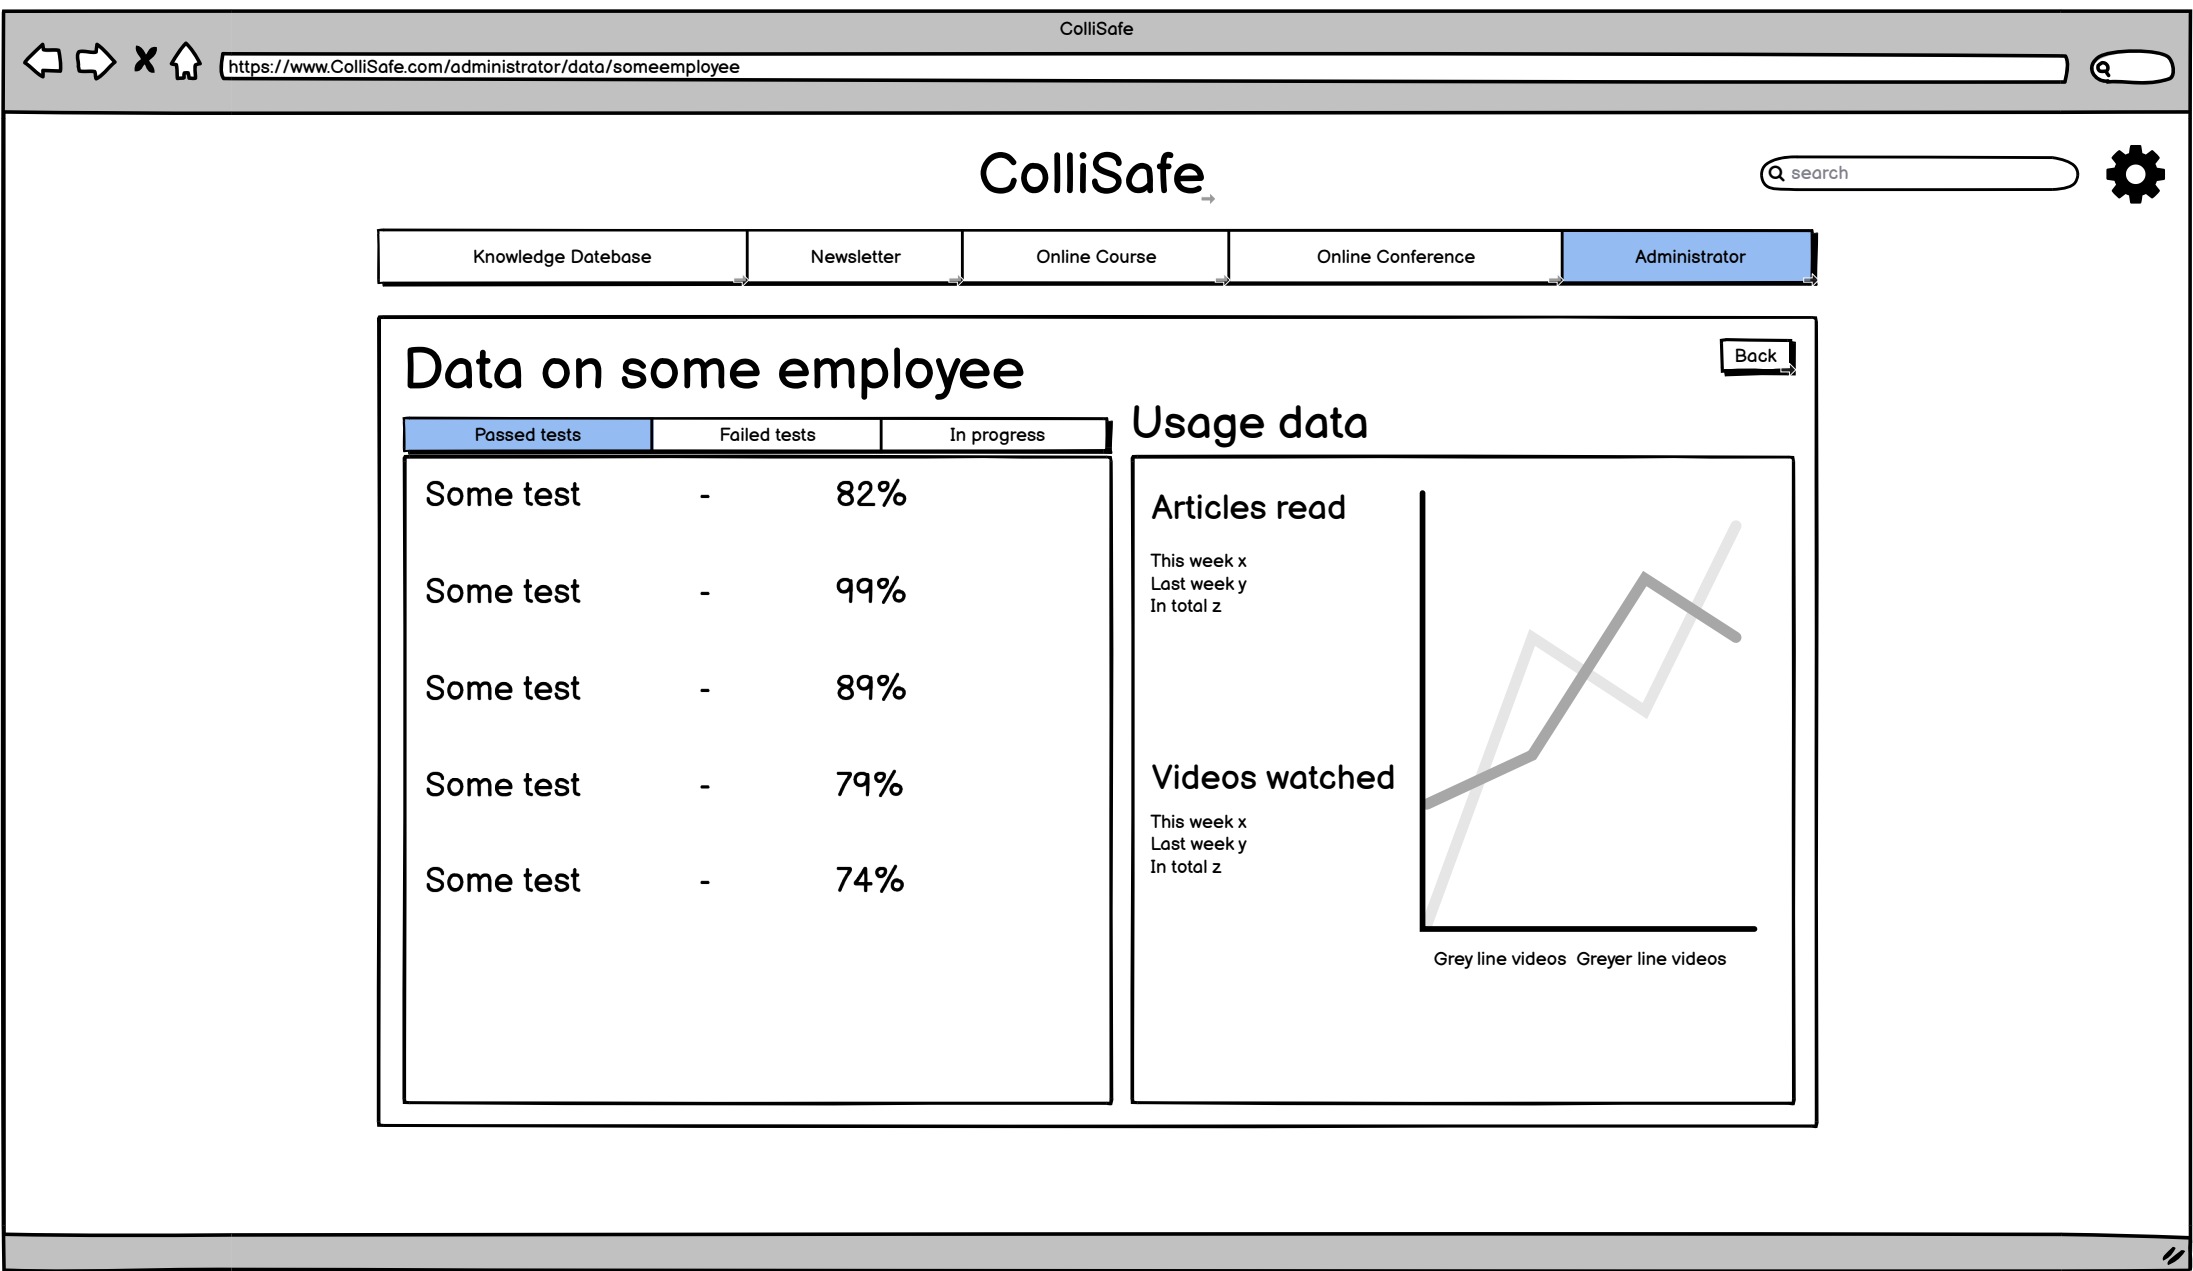 ColliSafe
https://www.ColliSafe.com/administrator/data/someemployee
ColliSafe
search
Knowledge Datebase
Newsletter
Online Course
Online Conference
Administrator
Data on some employee
Back
Passed tests
Failed tests
In progress
Some test - 82%
Some test - 99%
Some test - 89%
Some test - 79%
Some test - 74%
Usage data
Articles read
This week x
Last week y
In total z
Videos watched
This week x
Last week y
In total z
Grey line videos Greyer line videos